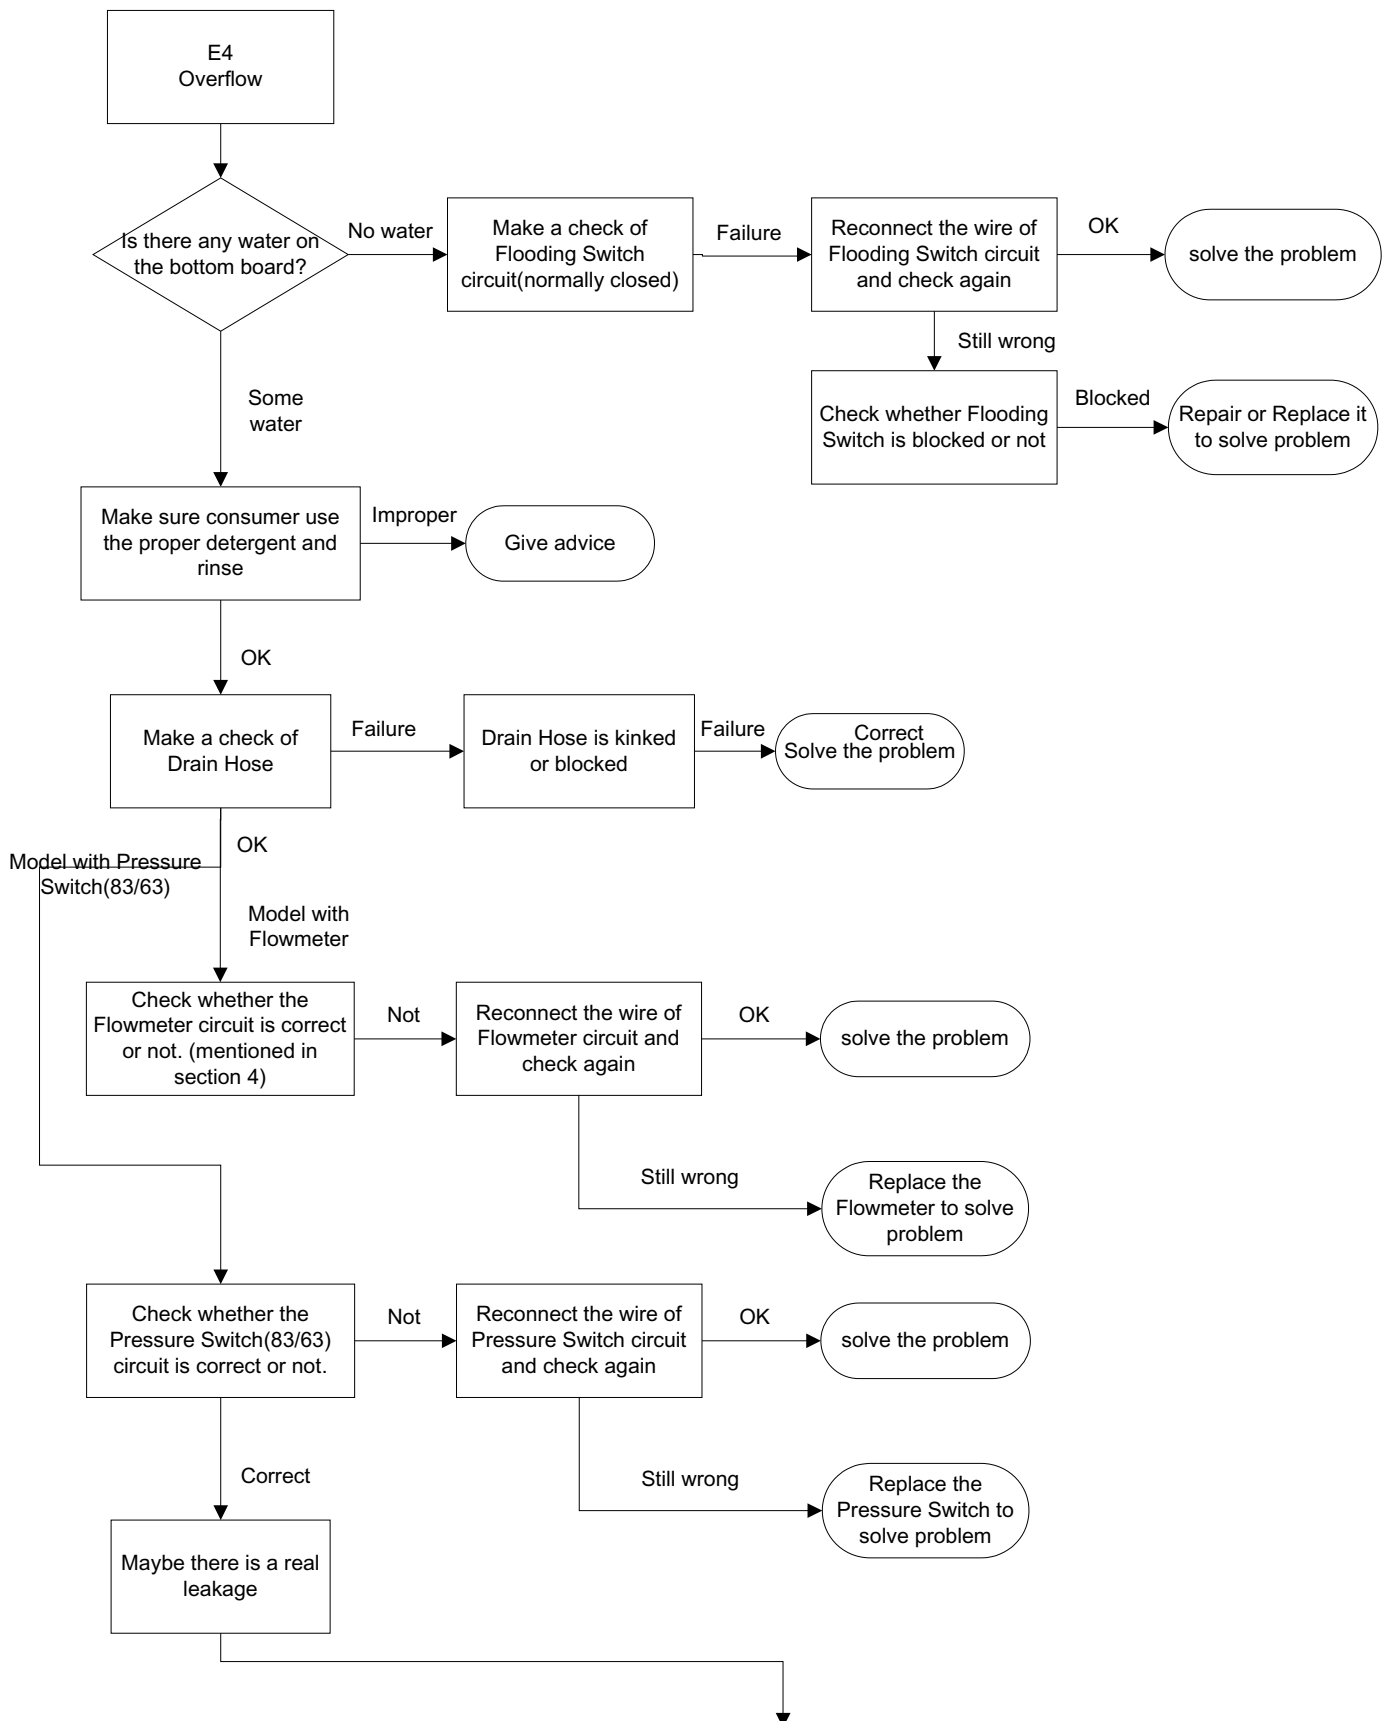 E4
Overflow
Is there any water on
the bottom board?
No water
Make a check of
Flooding Switch
circuit(normally closed)
Failure
Reconnect the wire of
Flooding Switch circuit
and check again
OK
solve the problem
Still wrong
Check whether Flooding
Switch is blocked or not
Blocked
Repair or Replace it
to solve problem
Some
water
Make sure consumer use
the proper detergent and
rinse
Improper
Give advice
OK
Make a check of
Drain Hose
Failure
Drain Hose is kinked
or blocked
Failure
Correct
Solve the problem
OK
Model with Pressure
Switch(83/63)
Model with
Flowmeter
Check whether the
Flowmeter circuit is correct
or not. (mentioned in
section 4)
Not
Reconnect the wire of
Flowmeter circuit and
check again
OK
solve the problem
Still wrong
Replace the
Flowmeter to solve
problem
Check whether the
Pressure Switch(83/63)
circuit is correct or not.
Not
Reconnect the wire of
Pressure Switch circuit
and check again
OK
solve the problem
Still wrong
Replace the
Pressure Switch to
solve problem
Correct
Maybe there is a real
leakage